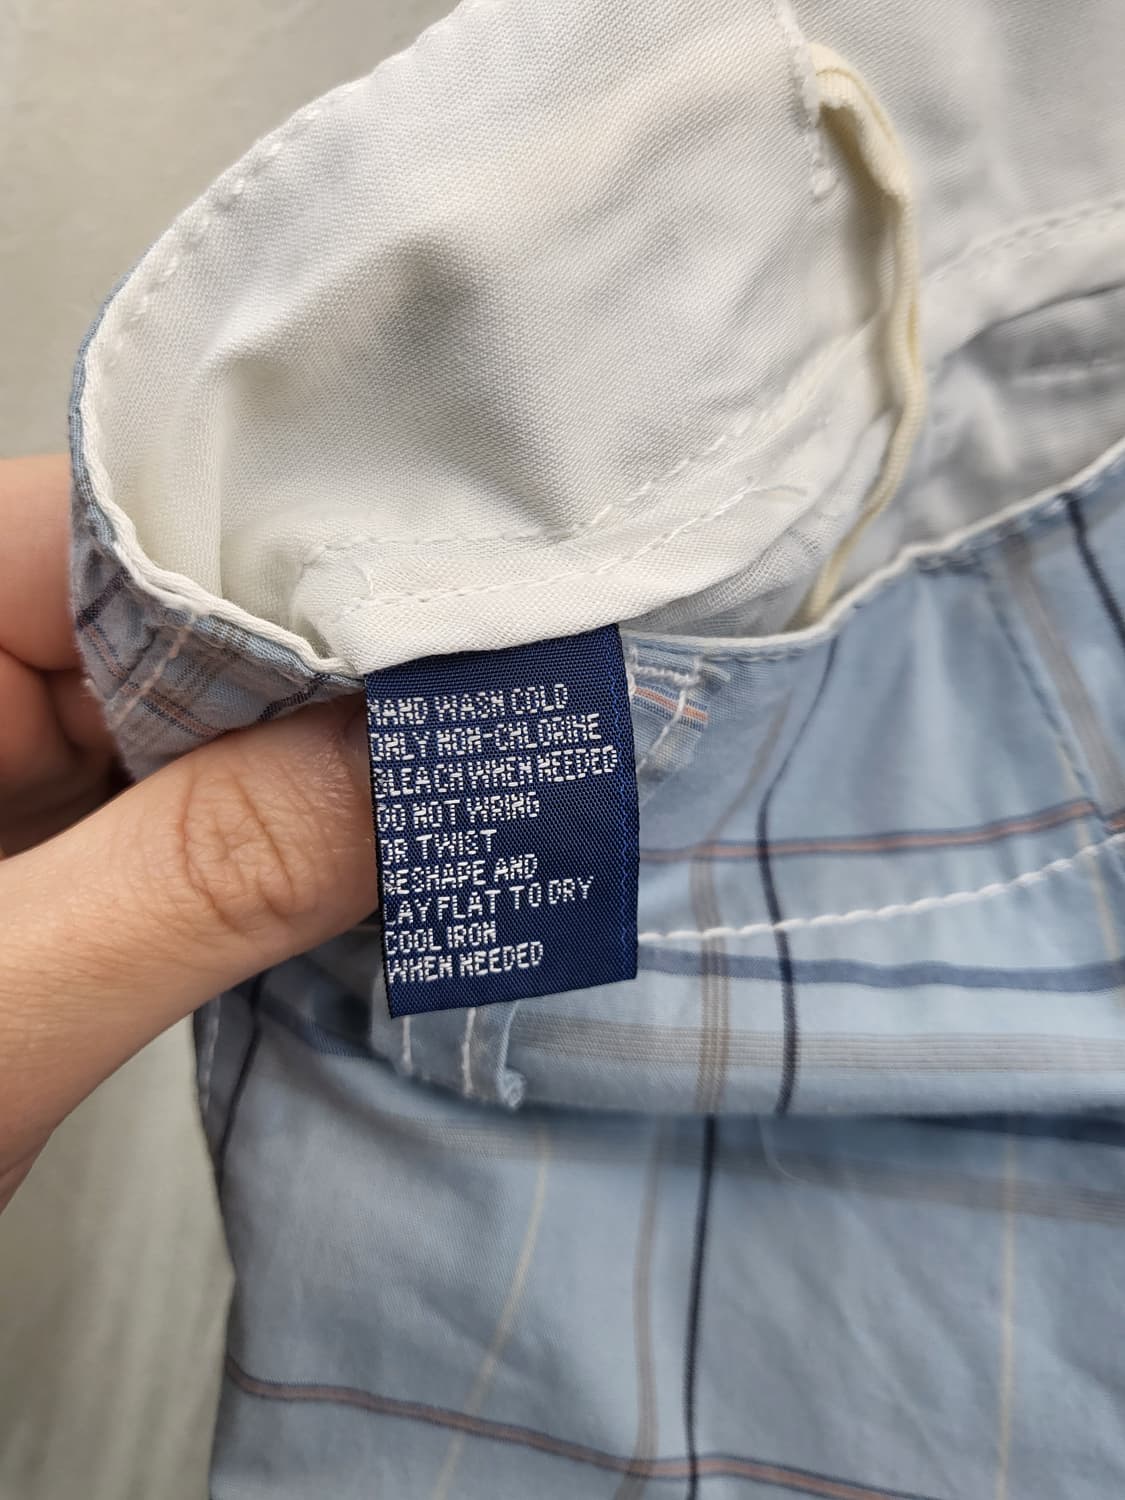 HAND WASH COLD
ONLY NON-CHLORINE
BLEACH WHEN NEEDED
DO NOT WRING
OR TWIST
RESHAPE AND
LAY FLAT TO DRY
COOL IRON
WHEN NEEDED